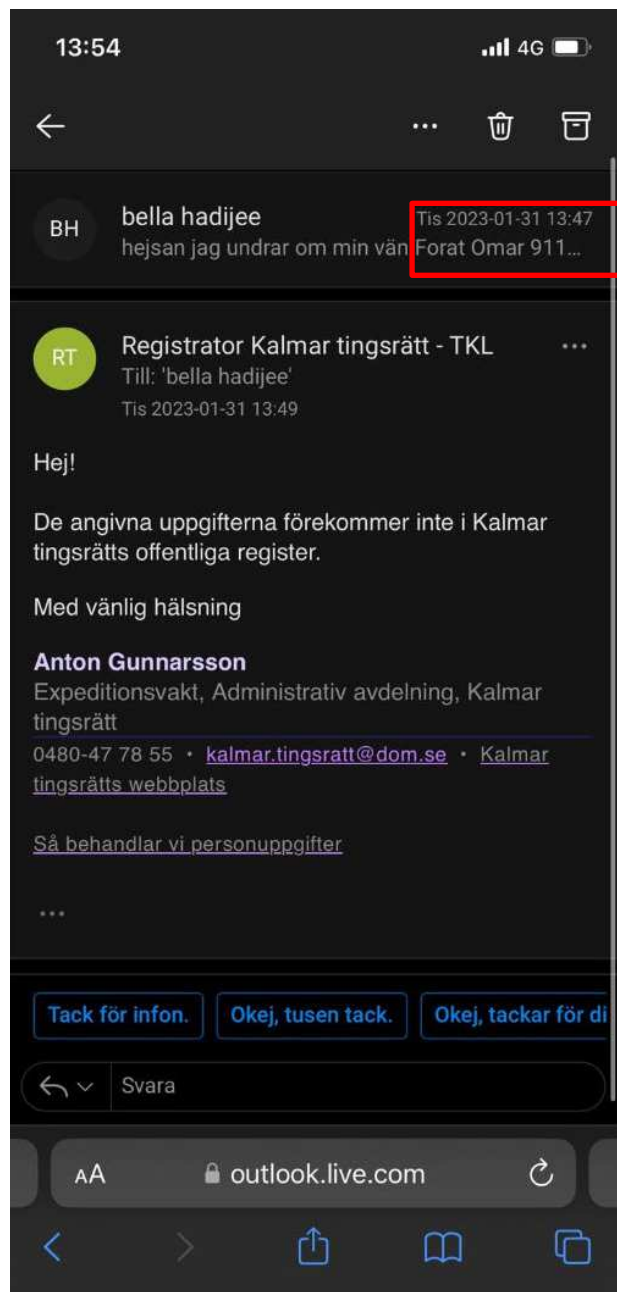 13:54
4G
BH
bella hadijee
Tis 2023-01-31 13:47
hejsan jag undrar om min vän Forat Omar 911...
RT
Registrator Kalmar tingsrätt - TKL
Till: 'bella hadijee'
Tis 2023-01-31 13:49
Hej!
De angivna uppgifterna förekommer inte i Kalmar
tingsrätts offentliga register.
Med vänlig hälsning
Anton Gunnarsson
Expeditionsvakt, Administrativ avdelning, Kalmar
tingsrätt
0480-47 78 55 • kalmar.tingsratt@dom.se • Kalmar
tingsrätts webbplats
Så behandlar vi personuppgifter
Tack för infon.
Okej, tusen tack.
Okej, tackar för di
Svara
AA
outlook.live.com